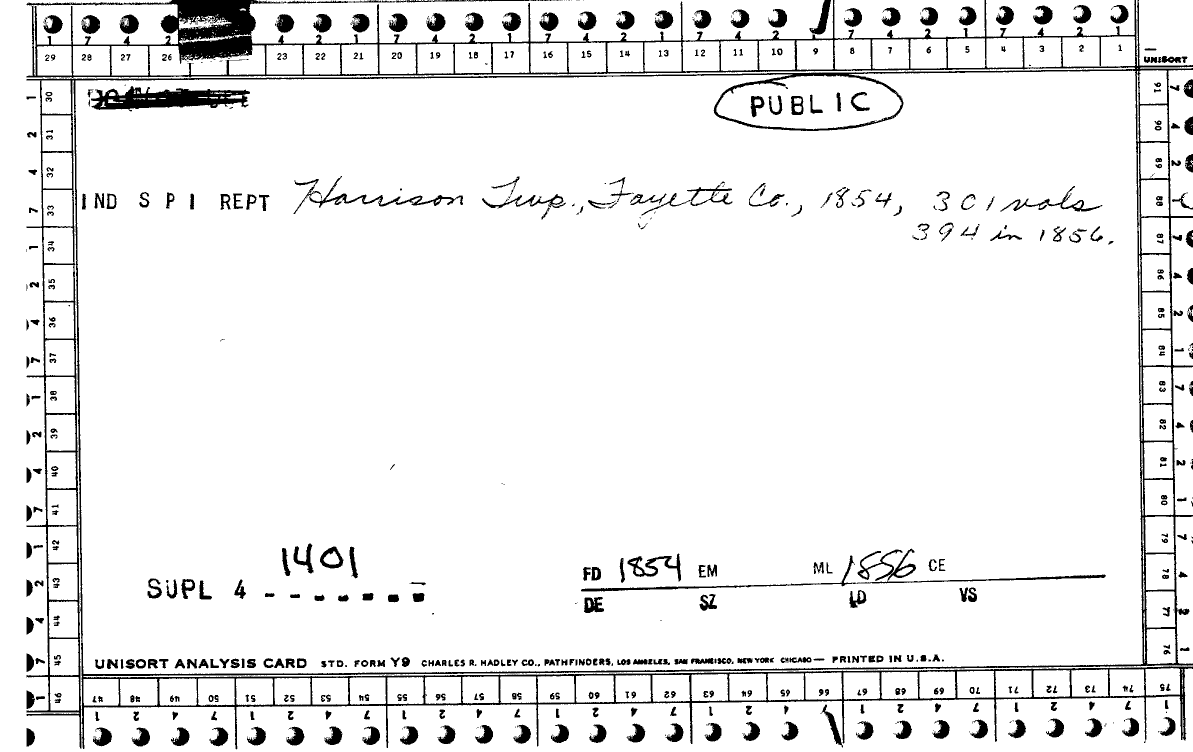 1 7 4 2 4 2 1 7 4 2 1 7 4 2 1 7 4 2 1 7 4 2 1
29 28 27 26 23 22 21 20 19 18 17 16 15 14 13 12 11 10 9 8 7 6 5 4 3 2 1
UNISORT
PUBLIC
IND S P I REPT Harrison Twp., Fayette Co., 1854, 301 vols
394 in 1856.
1401
SUPL 4 - - - - - - -
FD 1854 EM ML 1856 CE
DE SZ LD VS
UNISORT ANALYSIS CARD STD. FORM Y9 CHARLES R. HADLEY CO., PATHFINDERS, LOS ANGELES, SAN FRANCISCO, NEW YORK CHICAGO — PRINTED IN U.S.A.
30 31 32 33 34 35 36 37 38 39 40 41 42 43 44 45 46
47 48 49 50 51 52 53 54 55 56 57 58 59 60 61 62 63 64 65 66 67 68 69 70 71 72 73 74 75
76 77 78 79 80 81 82 83 84 85 86 87 88 89 90 91